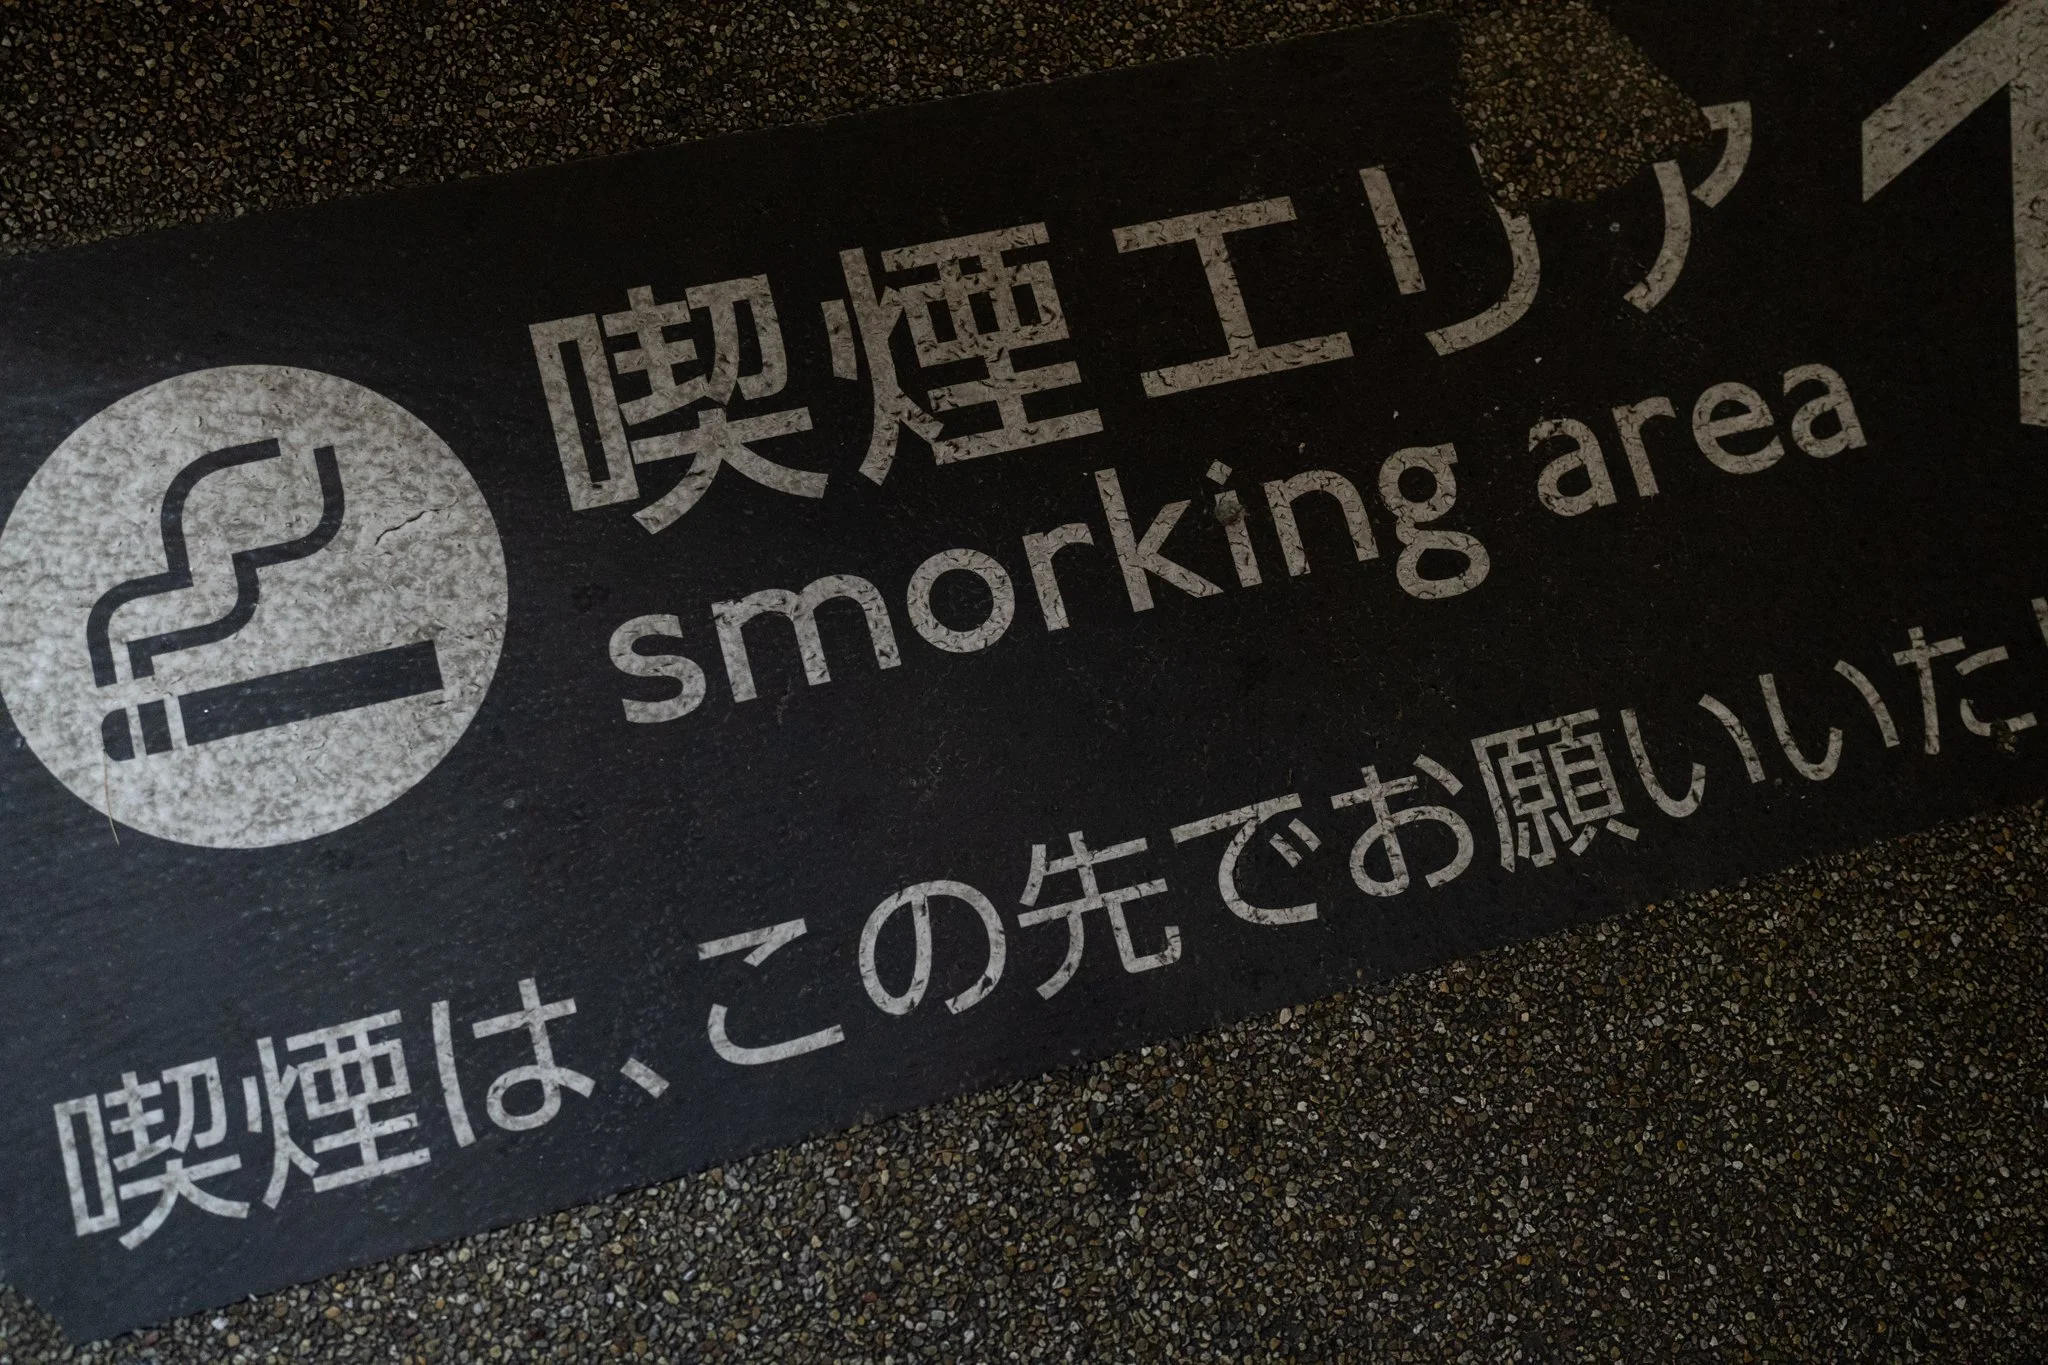 喫煙エリア
smorking area
喫煙は、この先でお願いいた